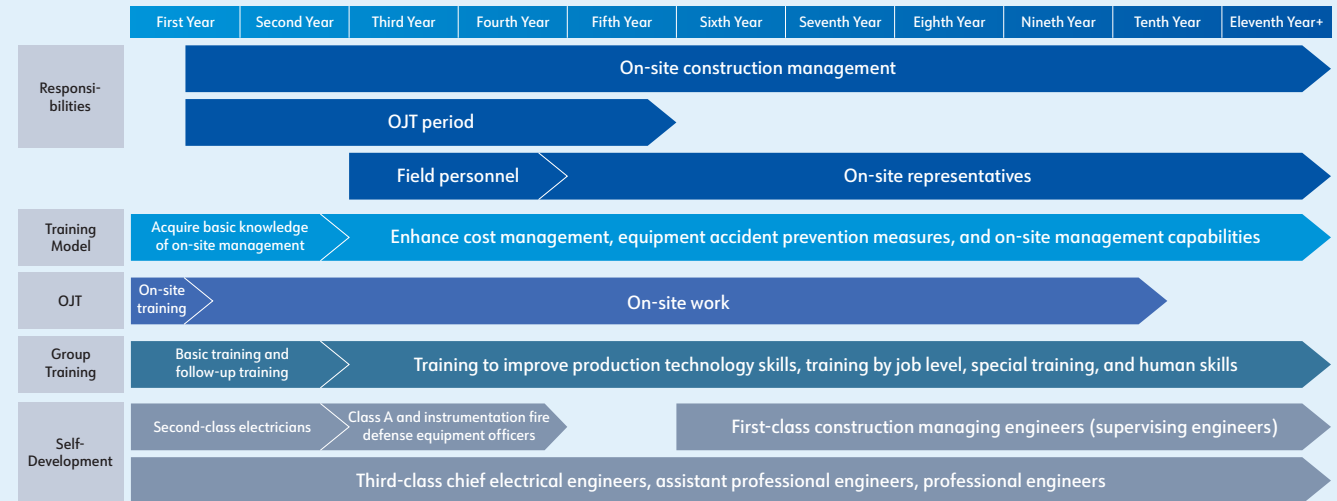 First Year Second Year Third Year Fourth Year Fifth Year Sixth Year Seventh Year Eighth Year Nineth Year Tenth Year Eleventh Year+
Responsi-
bilities
On-site construction management
OJT period
Field personnel
On-site representatives
Training
Model
Acquire basic knowledge
of on-site management
Enhance cost management, equipment accident prevention measures, and on-site management capabilities
OJT
On-site
training
On-site work
Group
Training
Basic training and
follow-up training
Training to improve production technology skills, training by job level, special training, and human skills
Self-
Development
Second-class electricians
Class A and instrumentation fire
defense equipment officers
First-class construction managing engineers (supervising engineers)
Third-class chief electrical engineers, assistant professional engineers, professional engineers